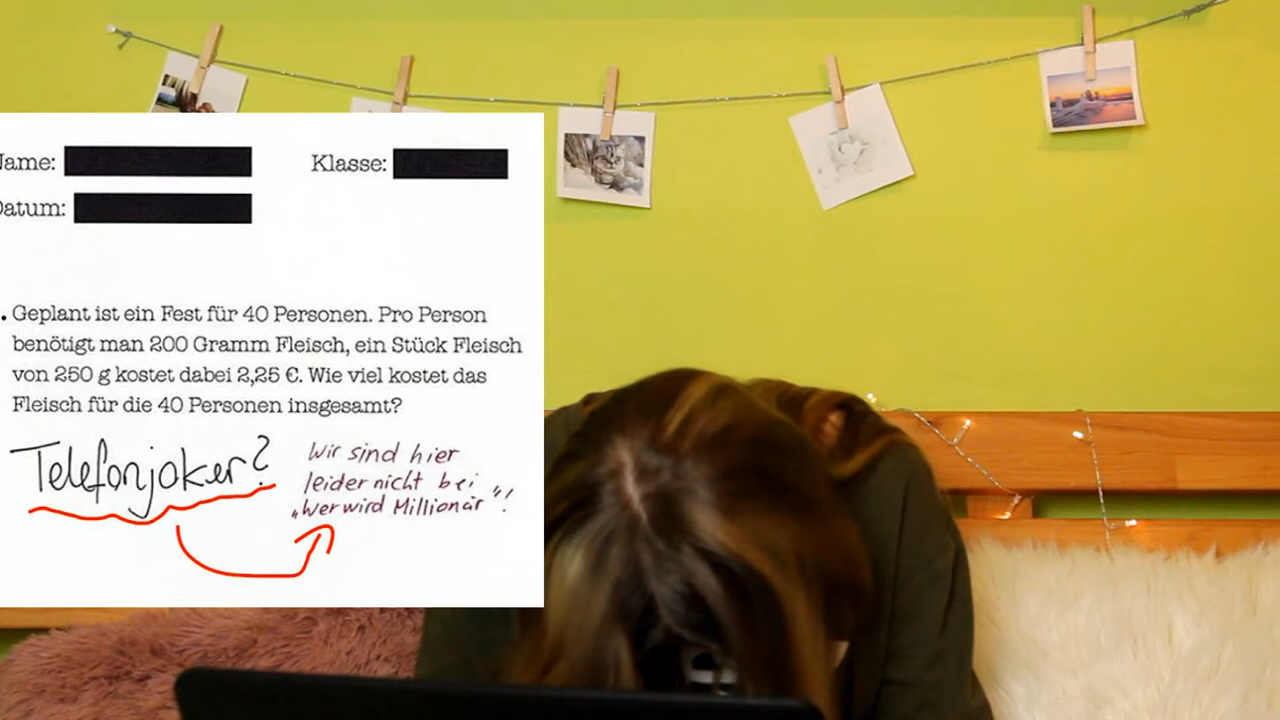 Name:
Klasse:
Datum:
. Geplant ist ein Fest für 40 Personen. Pro Person
benötigt man 200 Gramm Fleisch, ein Stück Fleisch
von 250 g kostet dabei 2,25 €. Wie viel kostet das
Fleisch für die 40 Personen insgesamt?
Telefonjoker?
Wir sind hier
leider nicht bei
„Wer wird Millionär“!